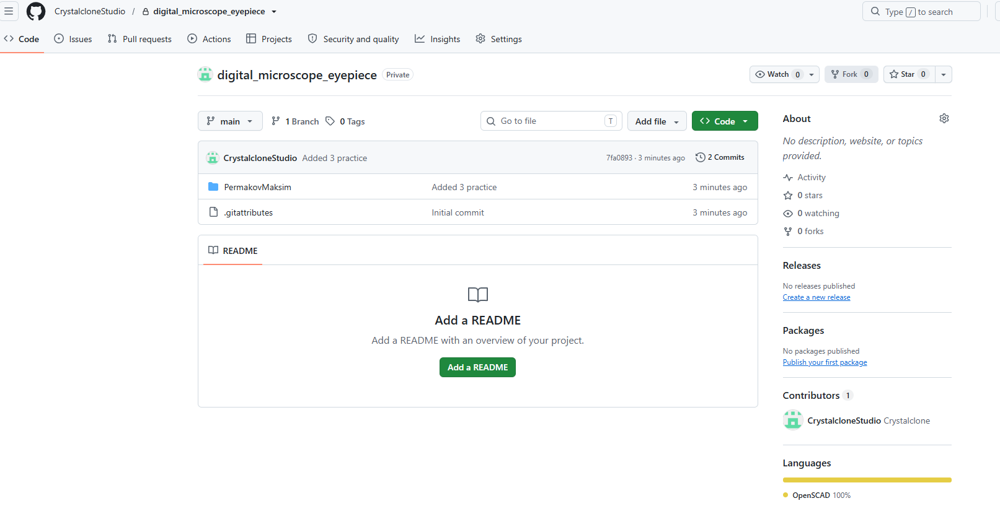 CrystalcloneStudio / digital_microscope_eyepiece
Type / to search
Code Issues Pull requests Actions Projects Security and quality Insights Settings
digital_microscope_eyepiece Private
Watch 0 Fork 0 Star 0
main 1 Branch 0 Tags
Go to file T Add file Code
CrystalcloneStudio Added 3 practice 7fa0893 · 3 minutes ago 2 Commits
PermakovMaksim Added 3 practice 3 minutes ago
.gitattributes Initial commit 3 minutes ago
README
Add a README
Add a README with an overview of your project.
Add a README
About
No description, website, or topics
provided.
Activity
0 stars
0 watching
0 forks
Releases
No releases published
Create a new release
Packages
No packages published
Publish your first package
Contributors 1
CrystalcloneStudio Crystalclone
Languages
OpenSCAD 100%